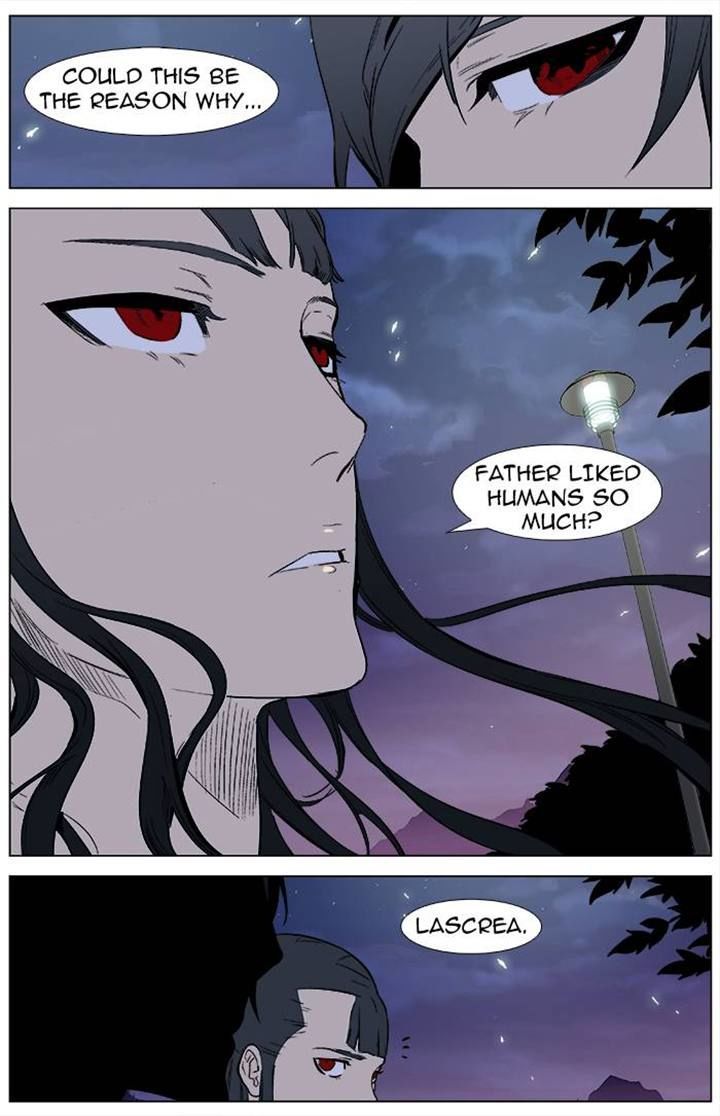 COULD THIS BE
THE REASON WHY...
FATHER LIKED
HUMANS SO
MUCH?
LASCREA.